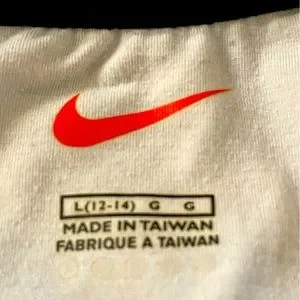 L(12-14) G G
MADE IN TAIWAN
FABRIQUE A TAIWAN